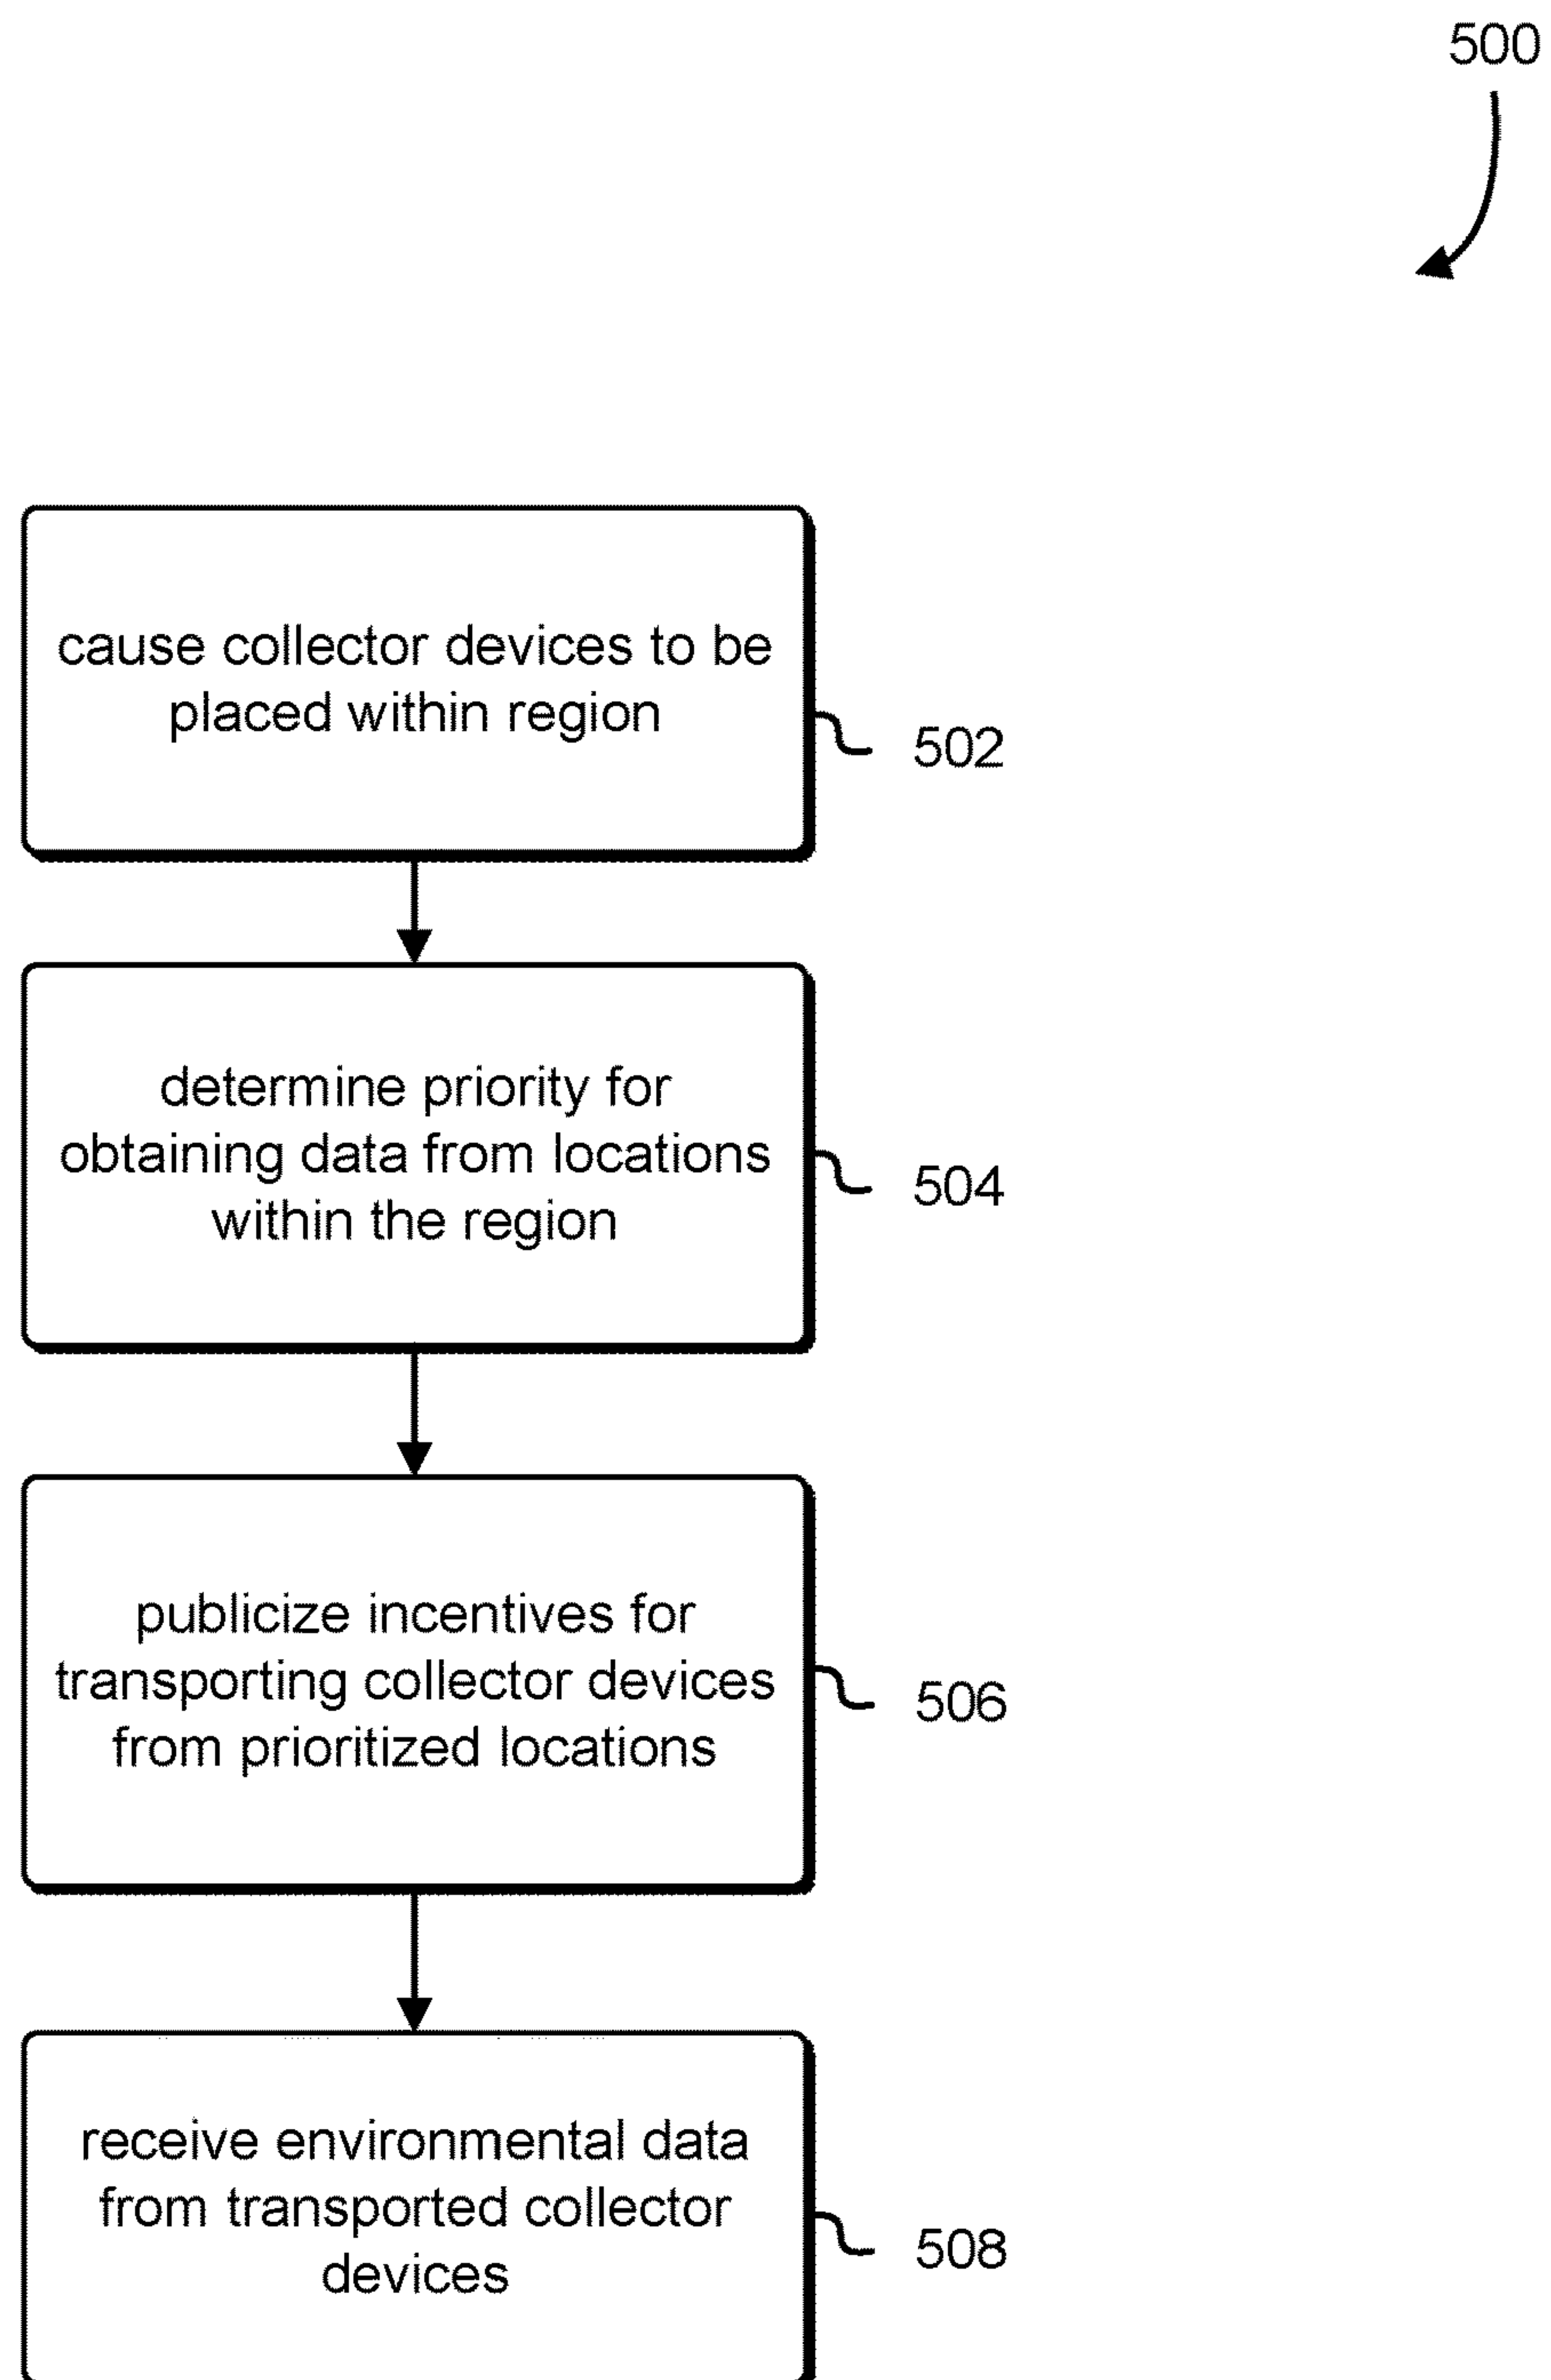 500
cause collector devices to be
placed within region
502
determine priority for
obtaining data from locations
within the region
504
publicize incentives for
transporting collector devices
from prioritized locations
506
receive environmental data
from transported collector
devices
508